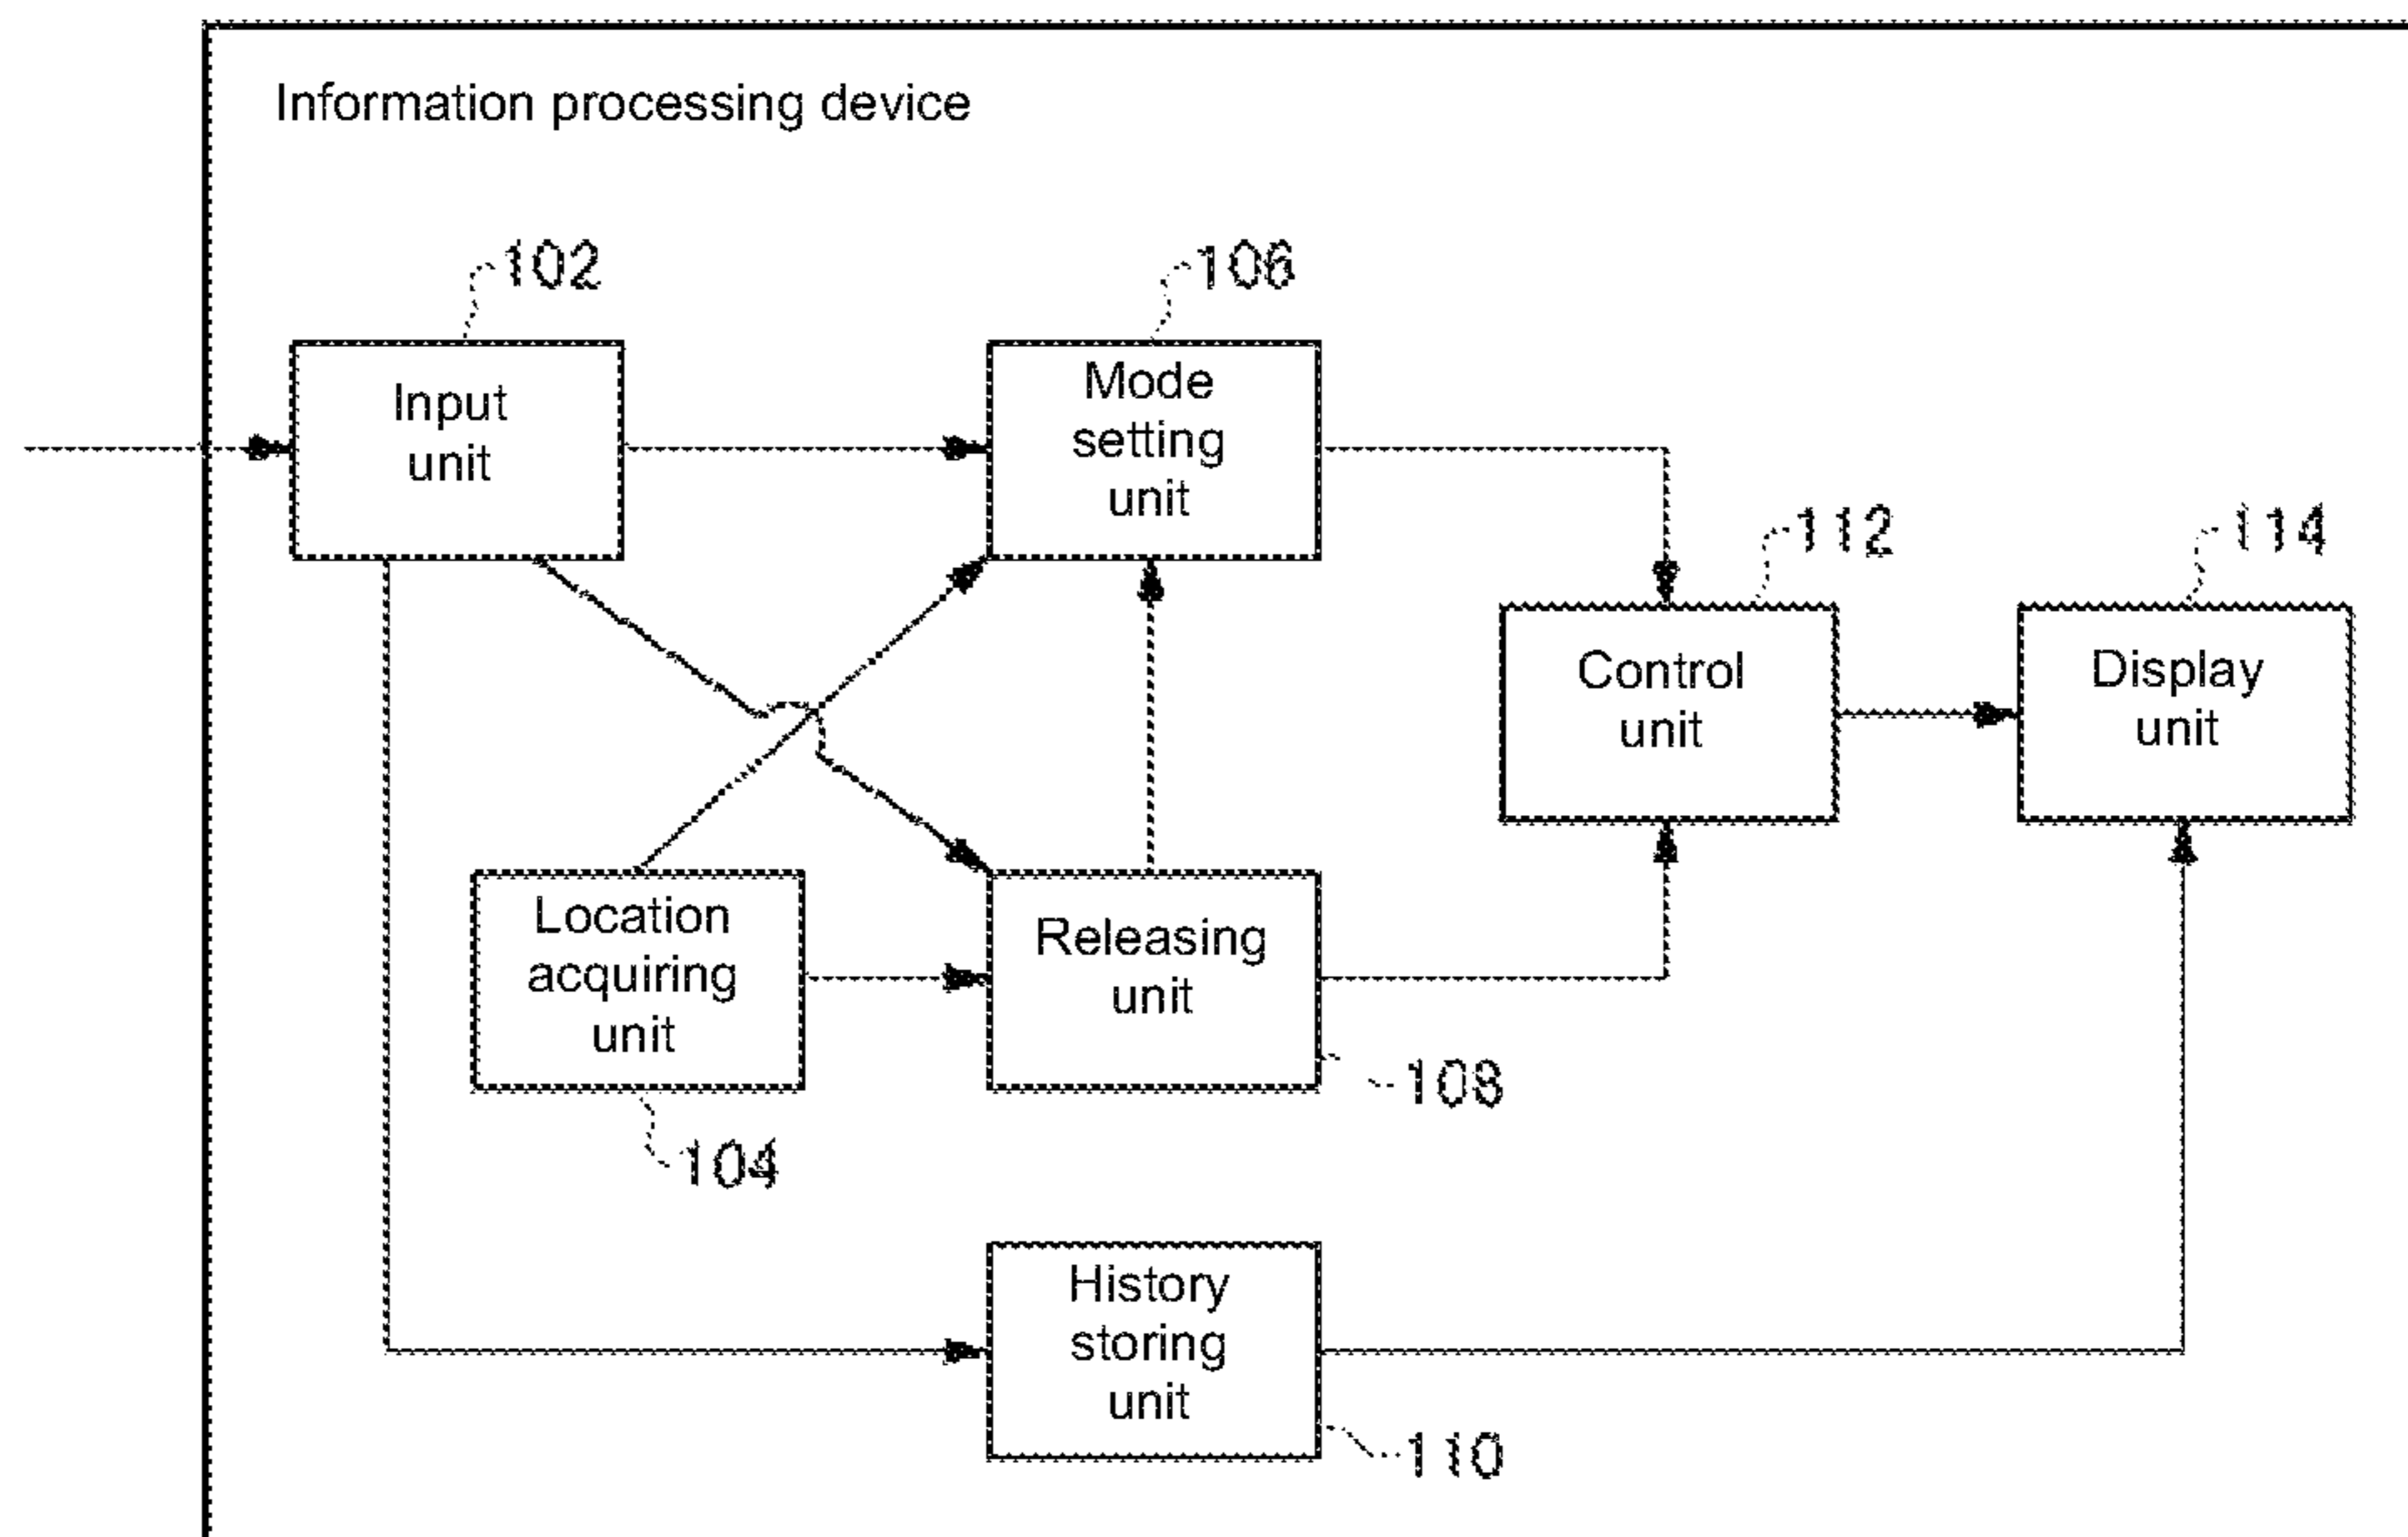 Information processing device
102
106
Input
unit
Mode
setting
unit
112
114
Control
unit
Display
unit
Location
acquiring
unit
Releasing
unit
108
104
History
storing
unit
110